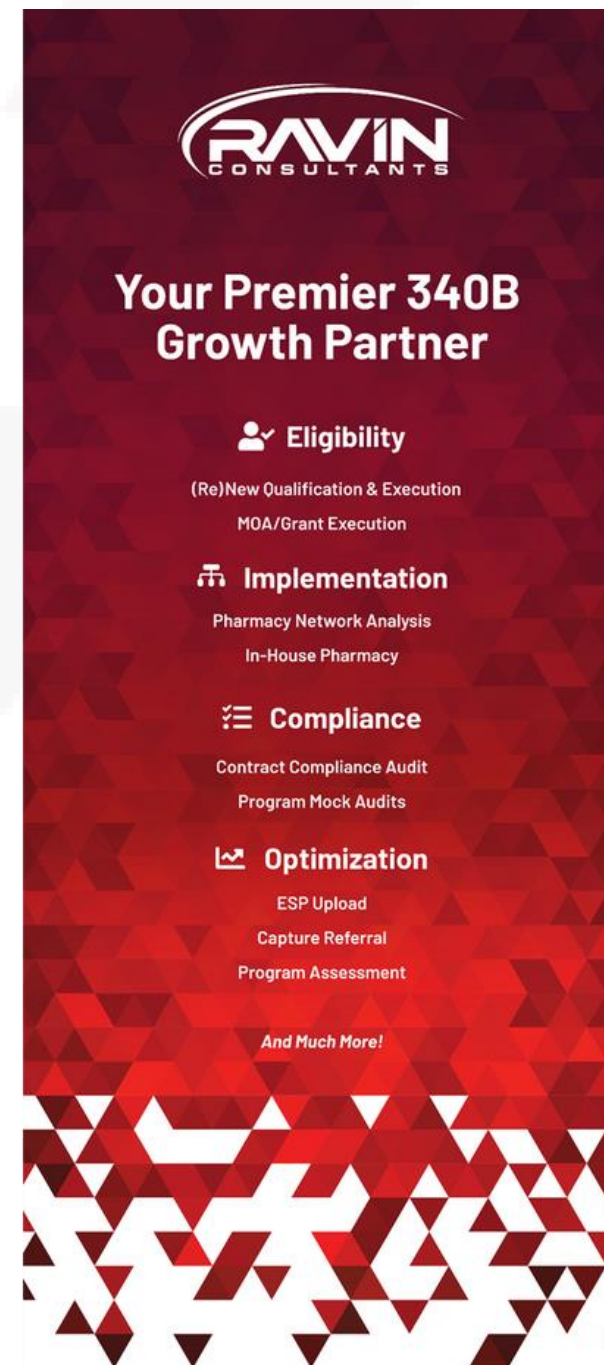 RAVIN
CONSULTANTS
Your Premier 340B
Growth Partner
Eligibility
(Re)New Qualification & Execution
MOA/Grant Execution
Implementation
Pharmacy Network Analysis
In-House Pharmacy
Compliance
Contract Compliance Audit
Program Mock Audits
Optimization
ESP Upload
Capture Referral
Program Assessment
And Much More!